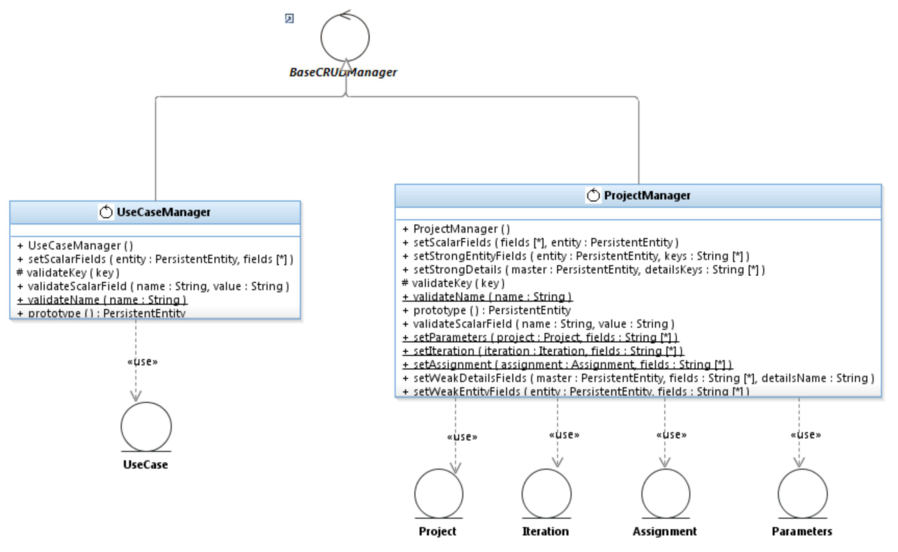 BaseCRUDManager
UseCaseManager
+ UseCaseManager ( )
+ setScalarFields ( entity : PersistentEntity, fields [*] )
# validateKey ( key )
+ validateScalarField ( name : String, value : String )
+ validateName ( name : String )
+ prototype ( ) : PersistentEntity
«use»
UseCase
ProjectManager
+ ProjectManager ( )
+ setScalarFields ( fields [*], entity : PersistentEntity )
+ setStrongEntityFields ( entity : PersistentEntity, keys : String [*] )
+ setStrongDetails ( master : PersistentEntity, detailsKeys : String [*] )
# validateKey ( key )
+ validateName ( name : String )
+ prototype ( ) : PersistentEntity
+ validateScalarField ( name : String, value : String )
+ setParameters ( project : Project, fields : String [*] )
+ setIteration ( iteration : Iteration, fields : String [*] )
+ setAssignment ( assignment : Assignment, fields : String [*] )
+ setWeakDetailsFields ( master : PersistentEntity, fields : String [*], detailsName : String )
+ setWeakEntityFields ( entity : PersistentEntity, fields : String [*] )
«use» «use» «use» «use»
Project Iteration Assignment Parameters